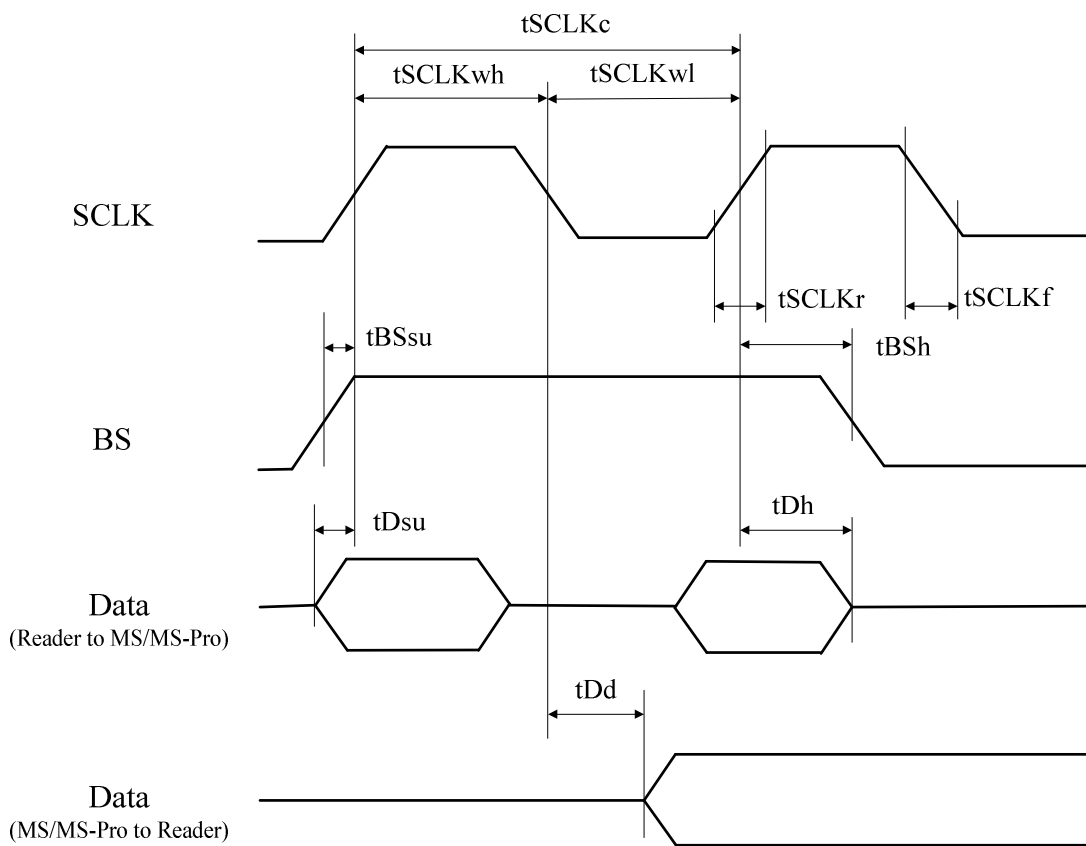 tSCLKc
tSCLKwh
tSCLKwl
SCLK
tSCLKr
tSCLKf
tBSsu
tBSh
BS
tDsu
tDh
Data
(Reader to MS/MS-Pro)
tDd
Data
(MS/MS-Pro to Reader)